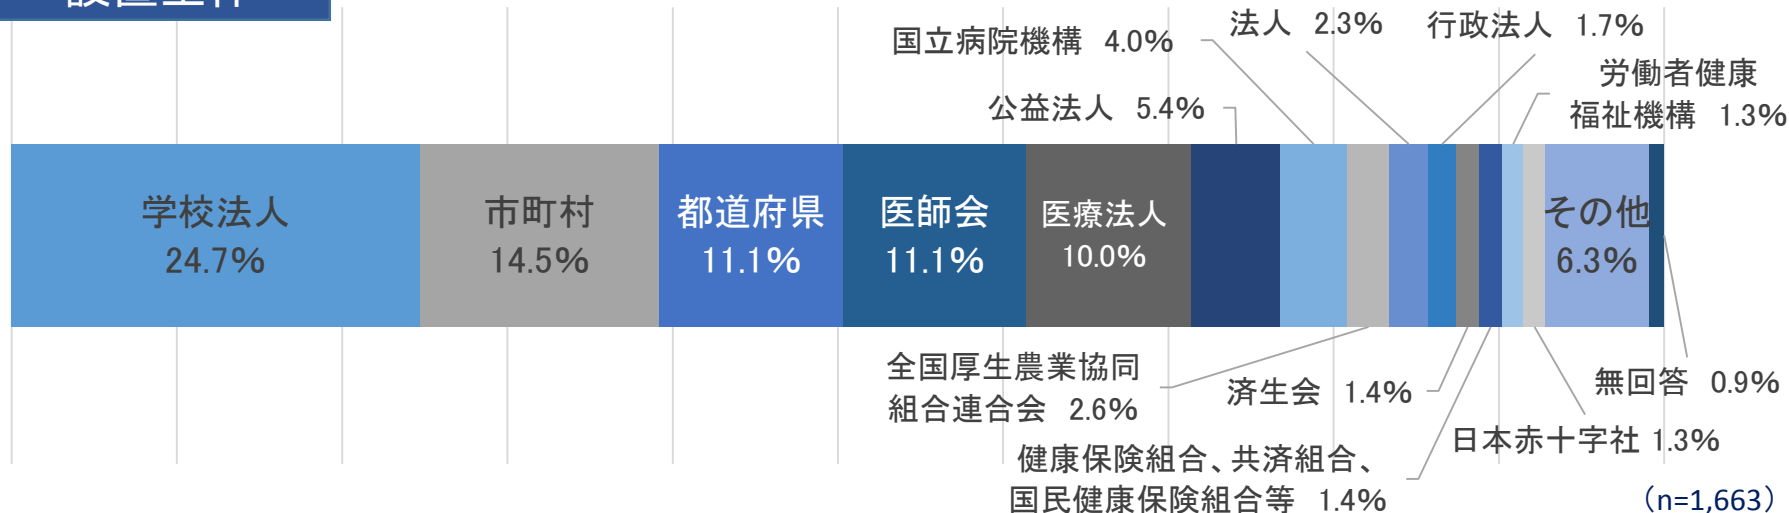 国立病院機構 4.0%
法人 2.3%
行政法人 1.7%
労働者健康
福祉機構 1.3%
公益法人 5.4%
学校法人
24.7%
市町村
14.5%
都道府県
11.1%
医師会
11.1%
医療法人
10.0%
その他
6.3%
全国厚生農業協同
組合連合会 2.6%
済生会 1.4%
無回答 0.9%
日本赤十字社 1.3%
健康保険組合、共済組合、
国民健康保険組合等 1.4%
（n=1,663）